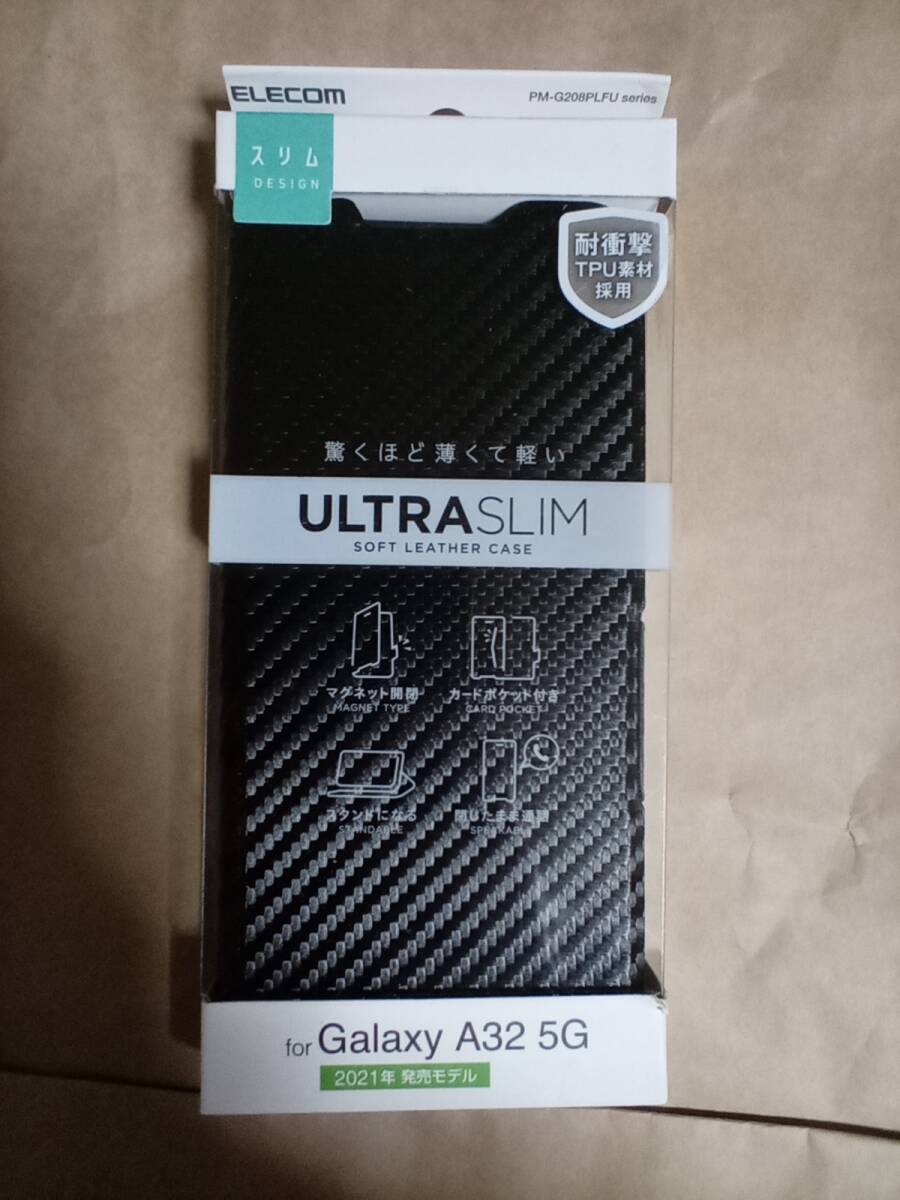 ELECOM
PM-G208PLFU series
スリム
DESIGN
耐衝撃
TPU素材
採用
驚くほど薄くて軽い
ULTRASLIM
SOFT LEATHER CASE
マグネット開閉
MAGNET TYPE
カードポケット付き
CARD POCKET
スタンドになる
STANDABLE
閉じたまま通話
SPEAKABLE
for Galaxy A32 5G
2021年 発売モデル